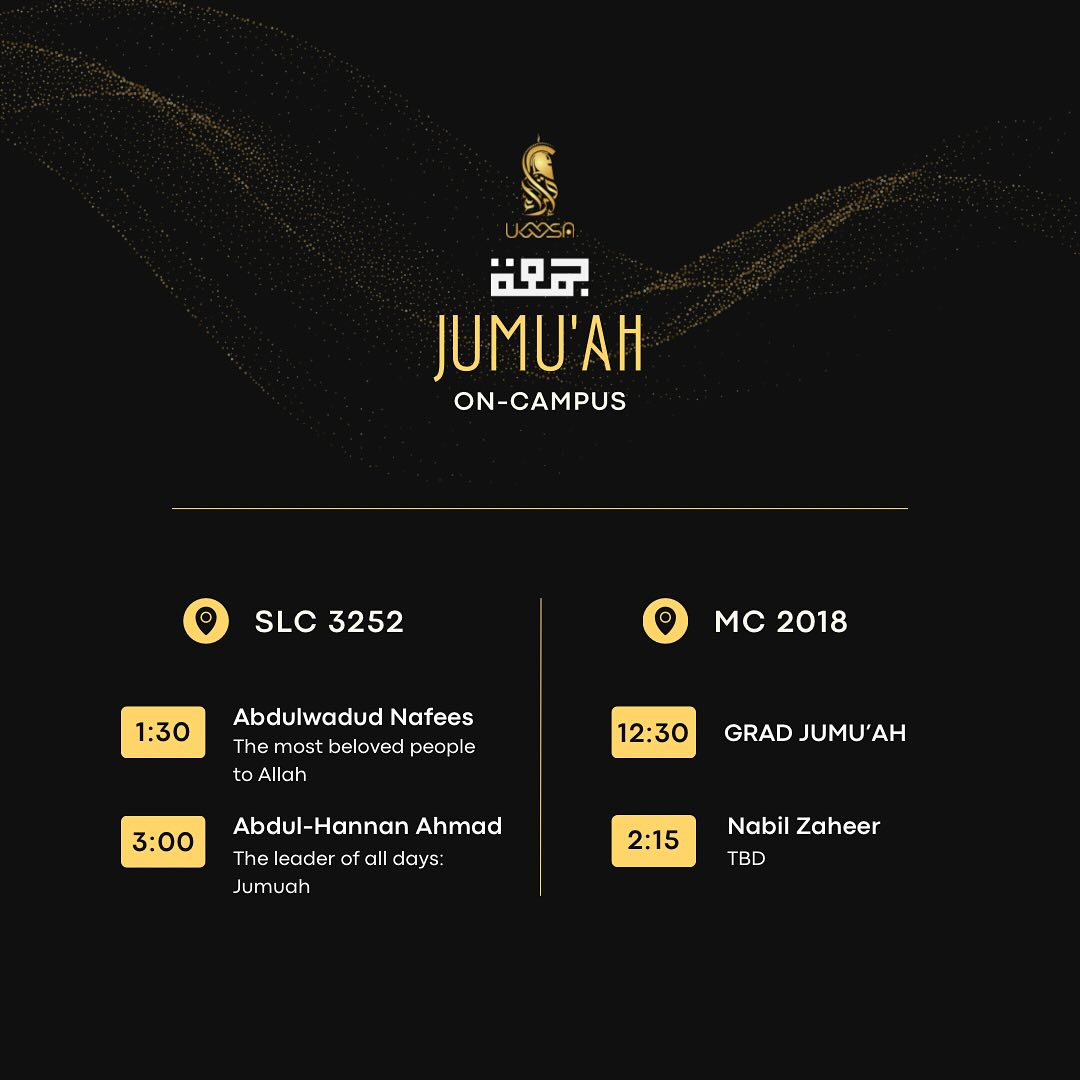 UWMSA
جمعة
JUMU'AH
ON-CAMPUS
SLC 3252
1:30
Abdulwadud Nafees
The most beloved people
to Allah
3:00
Abdul-Hannan Ahmad
The leader of all days:
Jumuah
MC 2018
12:30
GRAD JUMU’AH
2:15
Nabil Zaheer
TBD